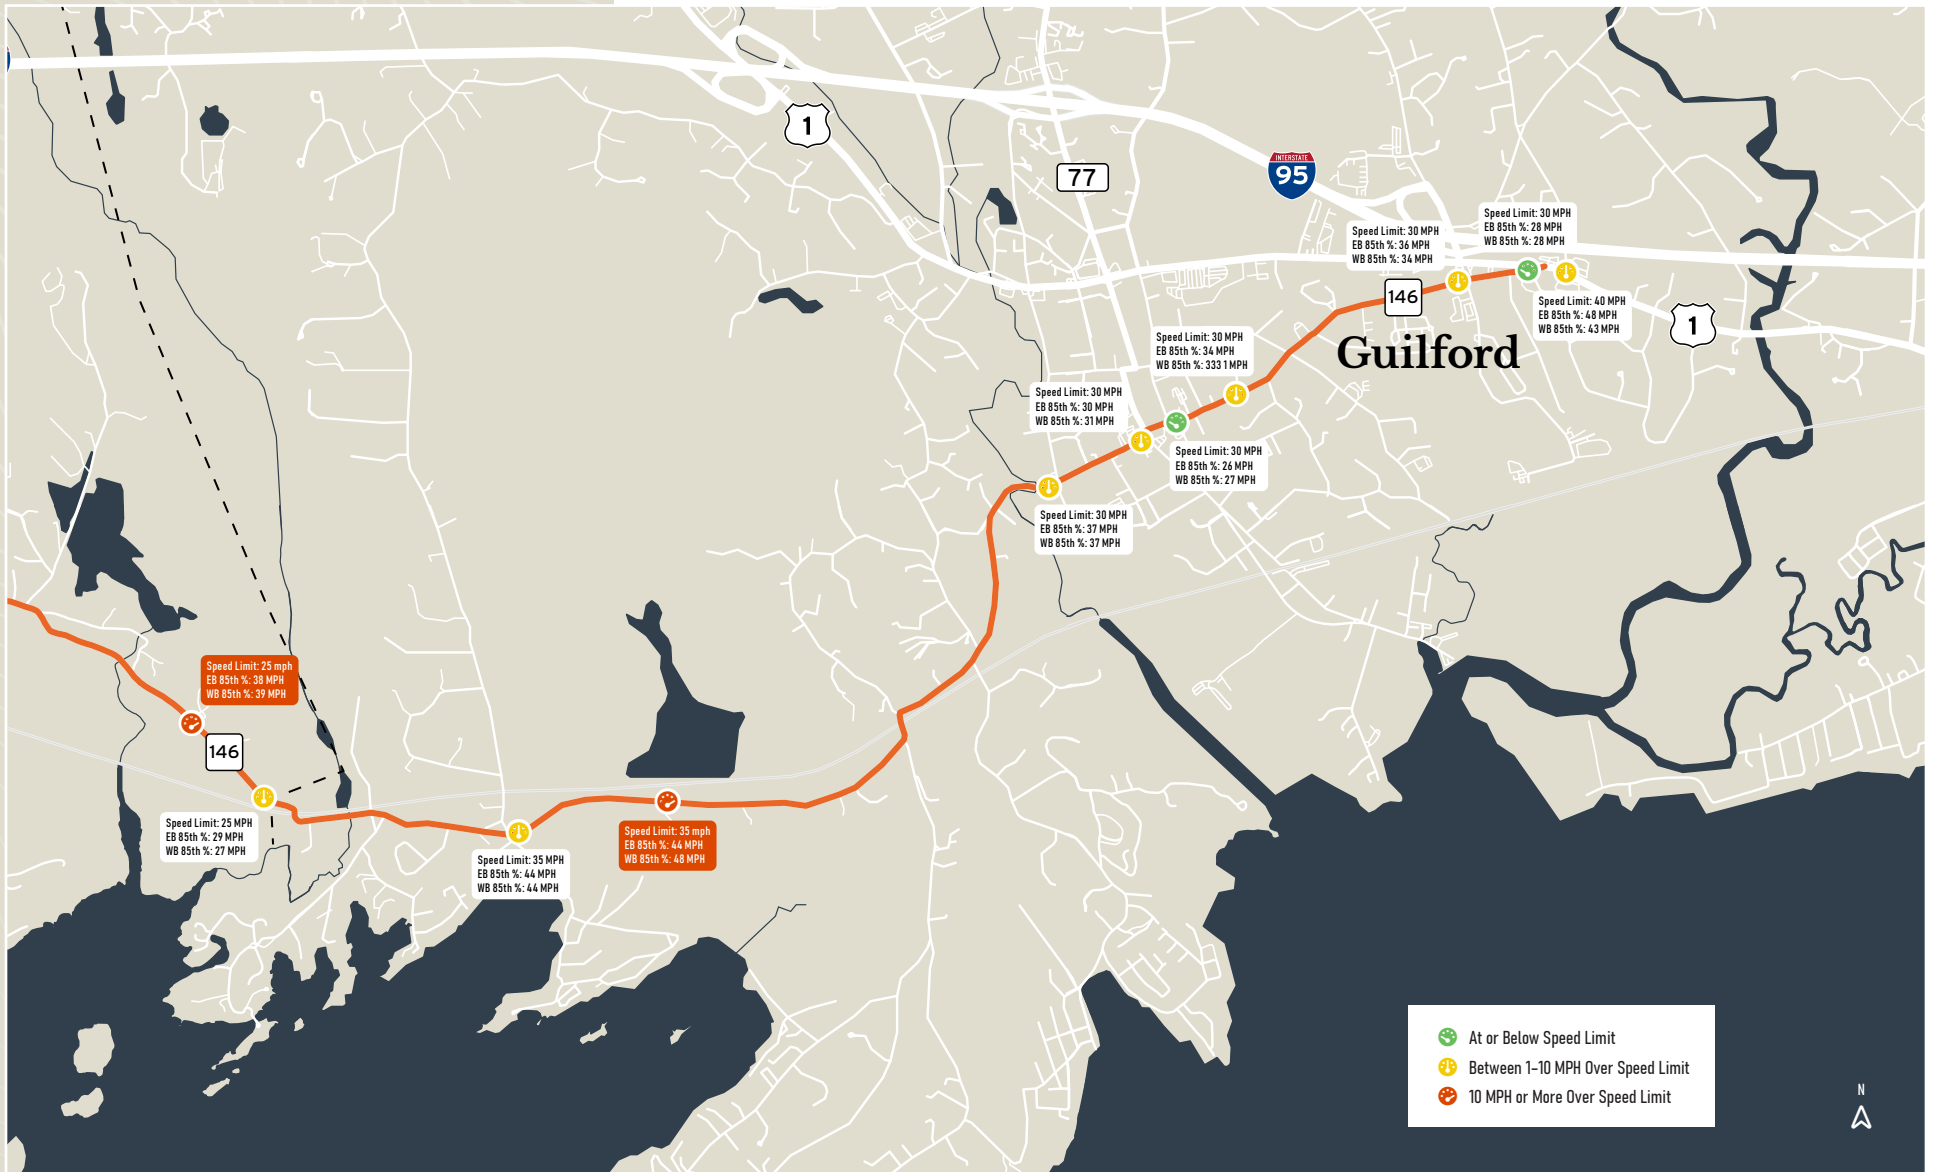 1
77
INTERSTATE
95
Speed Limit: 30 MPH
EB 85th %: 36 MPH
WB 85th %: 34 MPH
Speed Limit: 30 MPH
EB 85th %: 28 MPH
WB 85th %: 28 MPH
146
Speed Limit: 40 MPH
EB 85th %: 48 MPH
WB 85th %: 43 MPH
1
Guilford
Speed Limit: 30 MPH
EB 85th %: 34 MPH
WB 85th %: 333 1 MPH
Speed Limit: 30 MPH
EB 85th %: 30 MPH
WB 85th %: 31 MPH
Speed Limit: 30 MPH
EB 85th %: 26 MPH
WB 85th %: 27 MPH
Speed Limit: 30 MPH
EB 85th %: 37 MPH
WB 85th %: 37 MPH
Speed Limit: 25 mph
EB 85th %: 38 MPH
WB 85th %: 39 MPH
146
Speed Limit: 25 MPH
EB 85th %: 29 MPH
WB 85th %: 27 MPH
Speed Limit: 35 MPH
EB 85th %: 44 MPH
WB 85th %: 44 MPH
Speed Limit: 35 mph
EB 85th %: 44 MPH
WB 85th %: 48 MPH
At or Below Speed Limit
Between 1-10 MPH Over Speed Limit
10 MPH or More Over Speed Limit
N